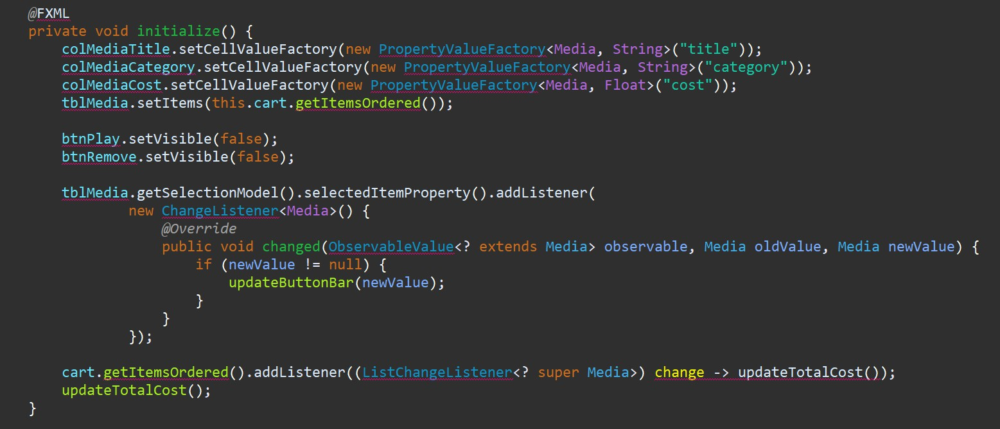 @FXML
private void initialize() {
    colMediaTitle.setCellValueFactory(new PropertyValueFactory<Media, String>("title"));
    colMediaCategory.setCellValueFactory(new PropertyValueFactory<Media, String>("category"));
    colMediaCost.setCellValueFactory(new PropertyValueFactory<Media, Float>("cost"));
    tblMedia.setItems(this.cart.getItemsOrdered());

    btnPlay.setVisible(false);
    btnRemove.setVisible(false);

    tblMedia.getSelectionModel().selectedItemProperty().addListener(
            new ChangeListener<Media>() {
                @Override
                public void changed(ObservableValue<? extends Media> observable, Media oldValue, Media newValue) {
                    if (newValue != null) {
                        updateButtonBar(newValue);
                    }
                }
            });

    cart.getItemsOrdered().addListener((ListChangeListener<? super Media>) change -> updateTotalCost());
    updateTotalCost();
}